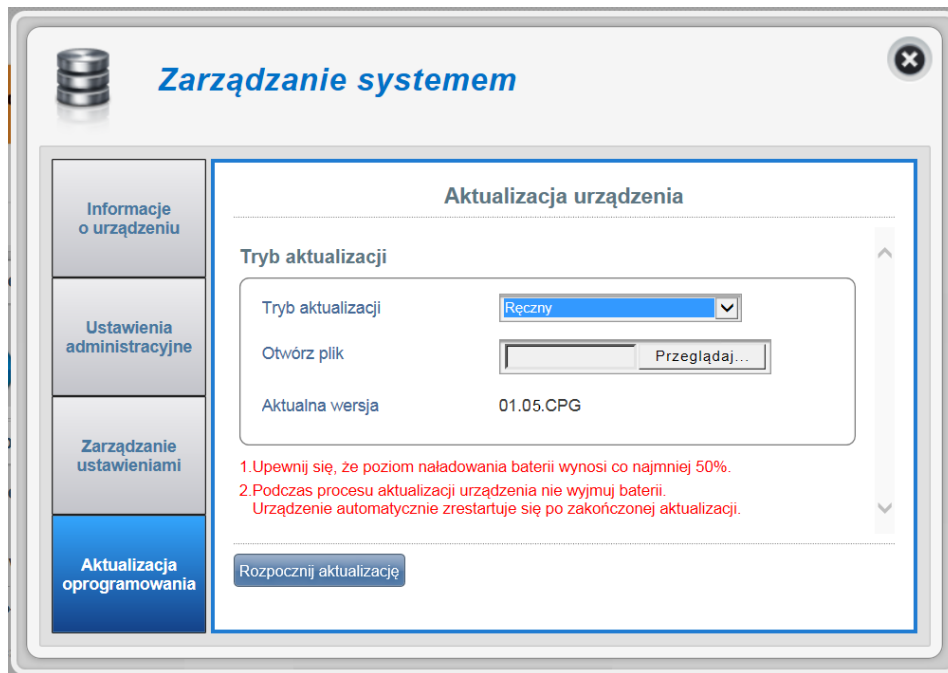 Zarządzanie systemem
Informacje
o urządzeniu
Ustawienia
administracyjne
Zarządzanie
ustawieniami
Aktualizacja
oprogramowania
Aktualizacja urządzenia
Tryb aktualizacji
Tryb aktualizacji Ręczny
Otwórz plik Przeglądaj...
Aktualna wersja 01.05.CPG
1.Upewnij się, że poziom naładowania baterii wynosi co najmniej 50%.
2.Podczas procesu aktualizacji urządzenia nie wyjmuj baterii.
Urządzenie automatycznie zrestartuje się po zakończonej aktualizacji.
Rozpocznij aktualizację